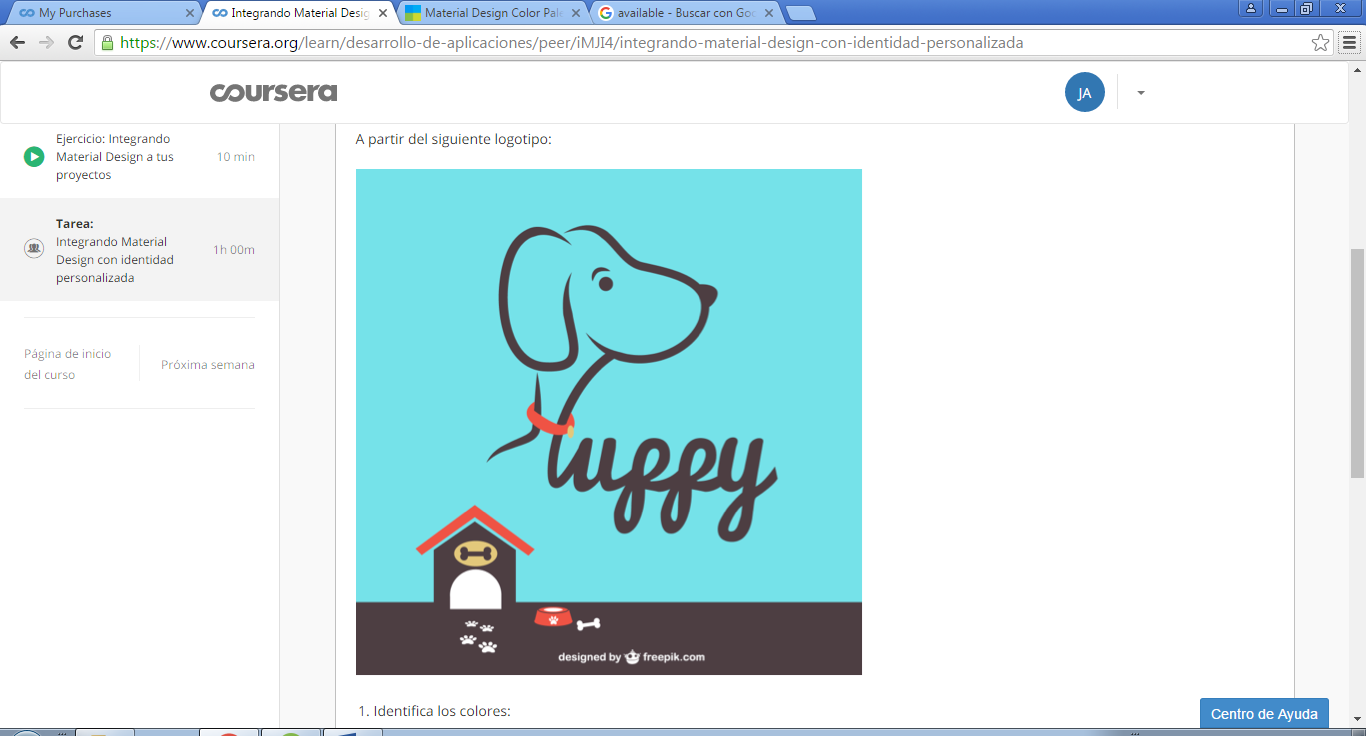 My Purchases
Integrando Material Desig
Material Design Color Pale
available - Buscar con Goo
https://www.coursera.org/learn/desarrollo-de-aplicaciones/peer/iMJI4/integrando-material-design-con-identidad-personalizada
coursera
JA
Ejercicio: Integrando
Material Design a tus
proyectos
10 min
Tarea:
Integrando Material
Design con identidad
personalizada
1h 00m
Página de inicio
del curso
Próxima semana
A partir del siguiente logotipo:
Puppy
designed by freepik.com
1. Identifica los colores:
Centro de Ayuda